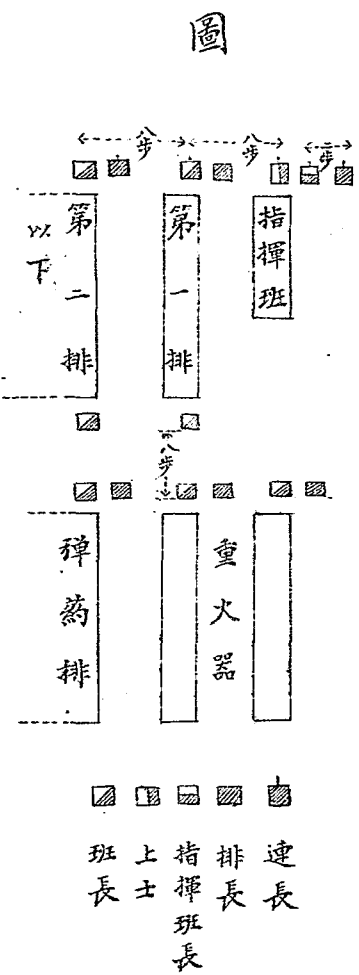 圖
二步
八步
八步
指揮班
第一排
第二排
以下
八步
重火器
彈藥排
連長
排長
指揮班長
上士
班長